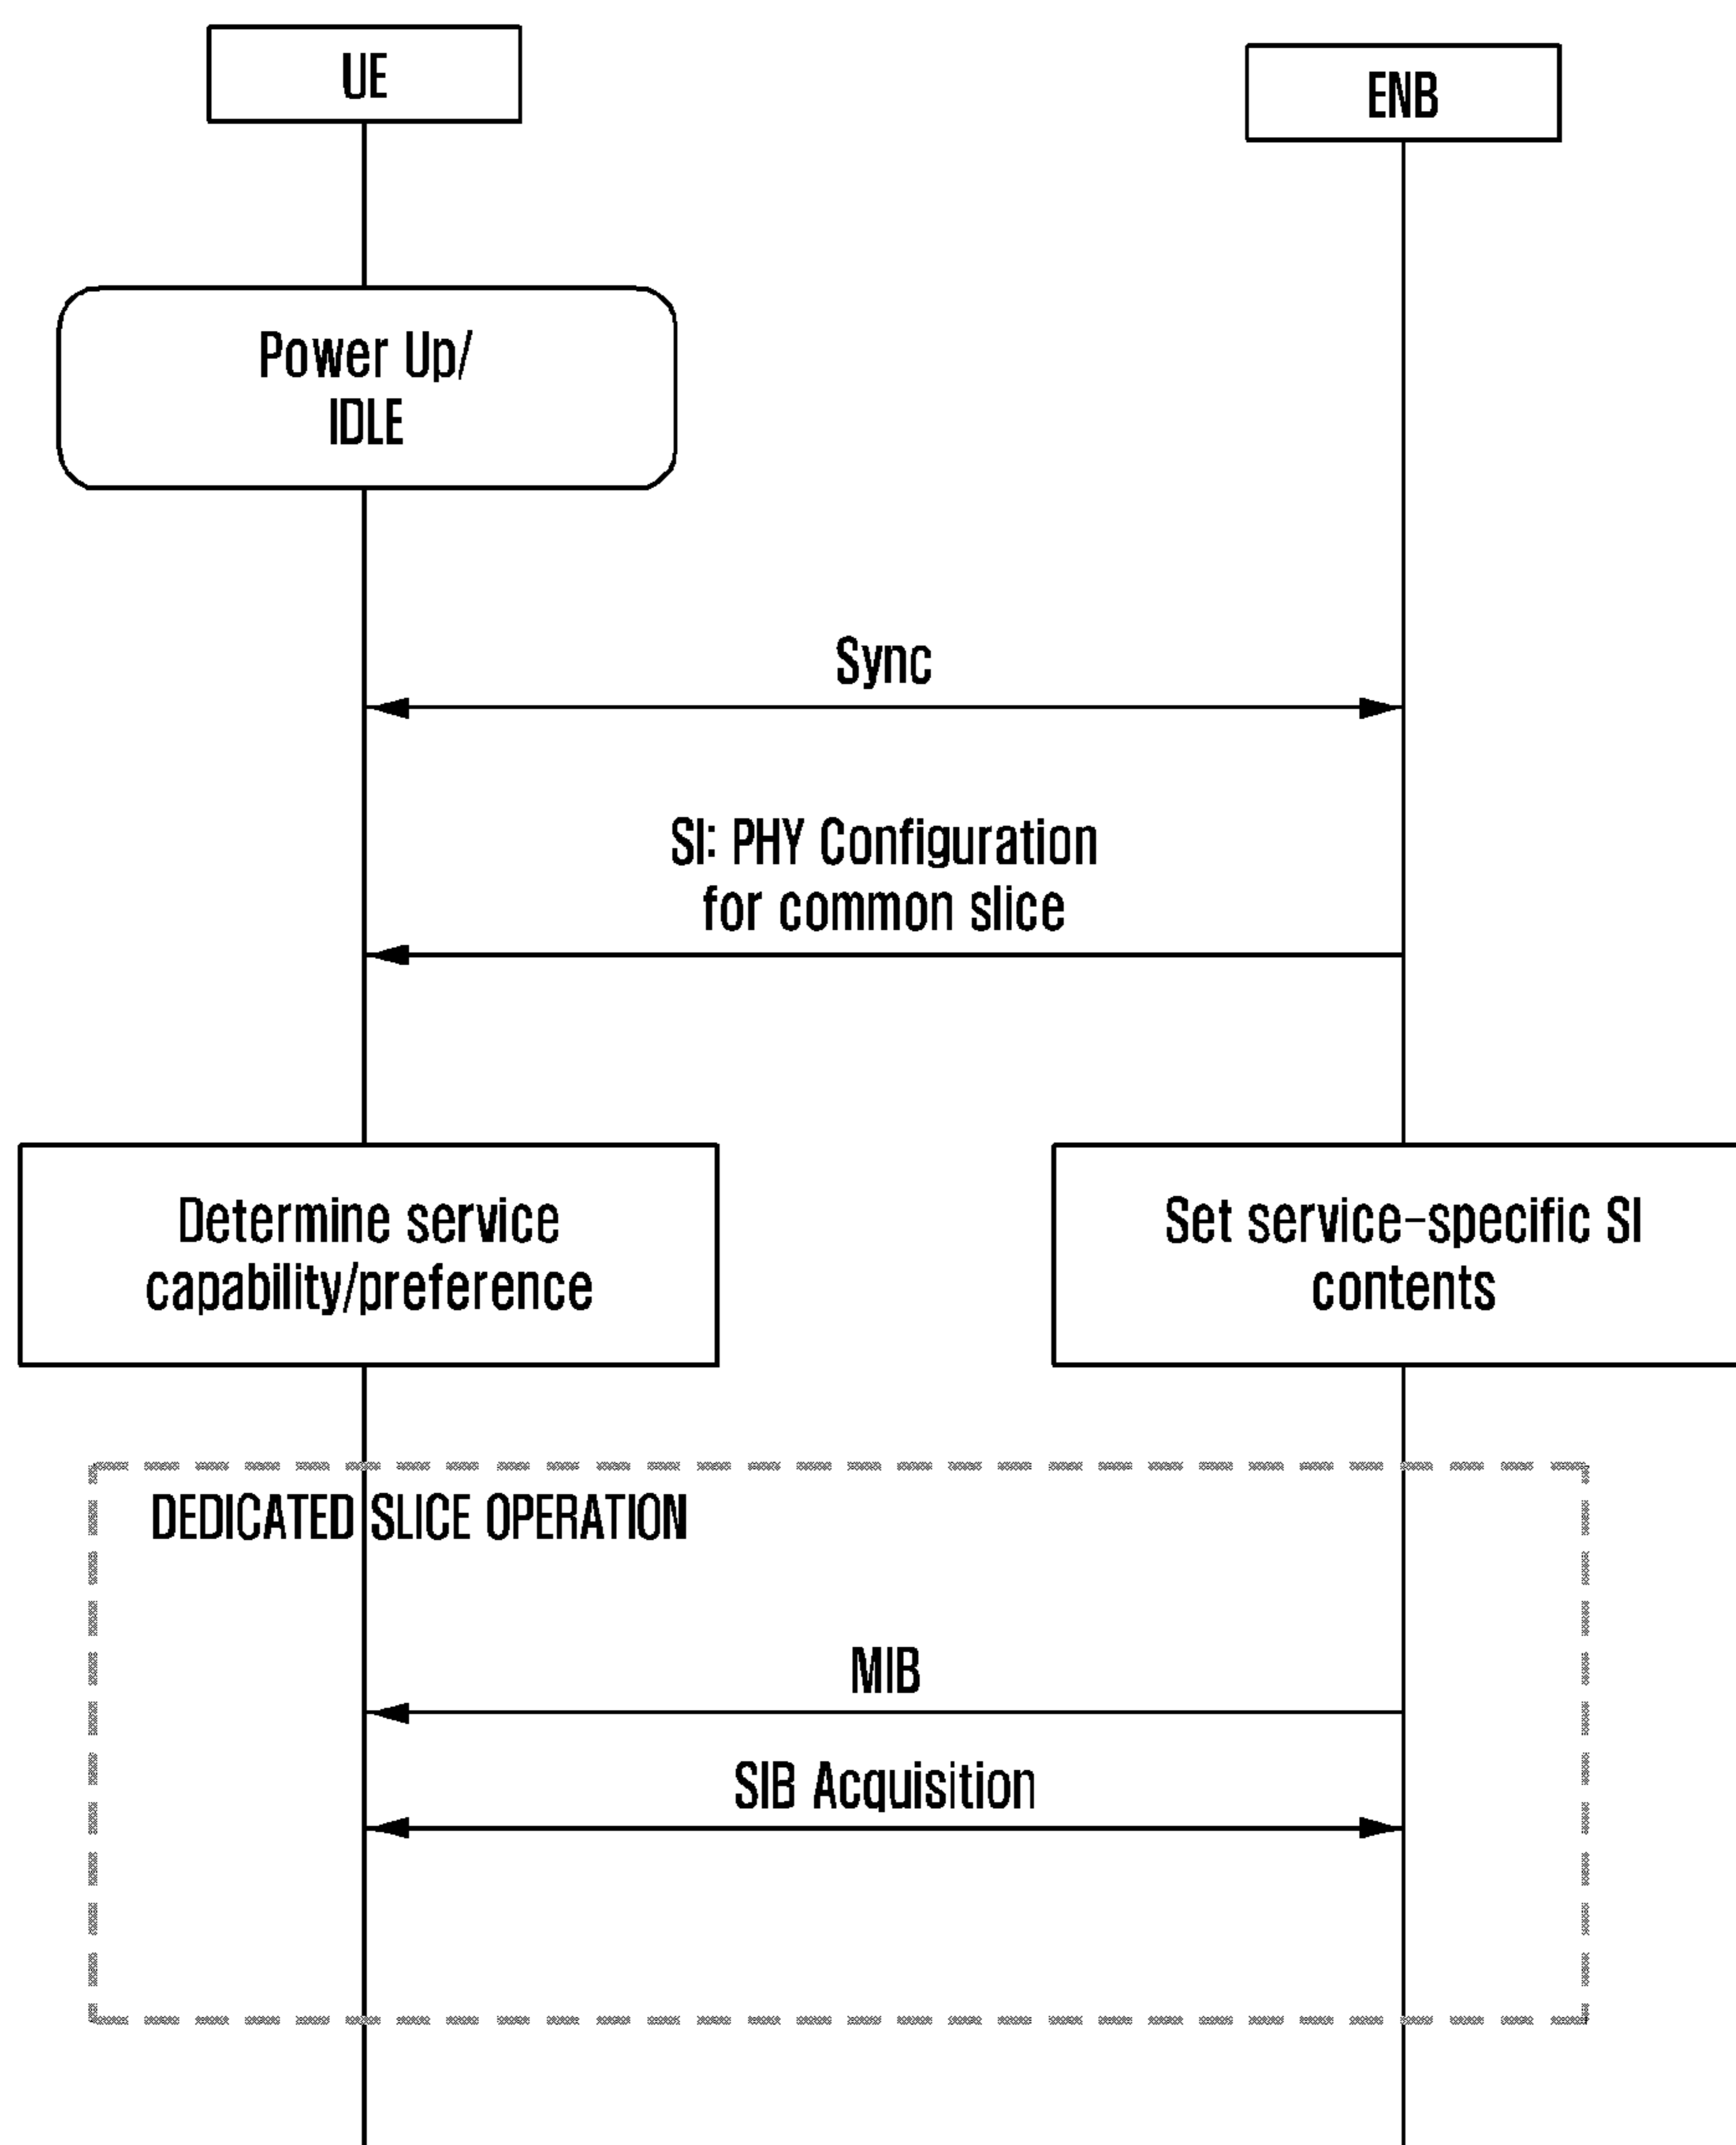 UE
ENB
Power Up/
IDLE
Sync
SI: PHY Configuration
for common slice
Determine service
capability/preference
Set service-specific SI
contents
DEDICATED SLICE OPERATION
MIB
SIB Acquisition